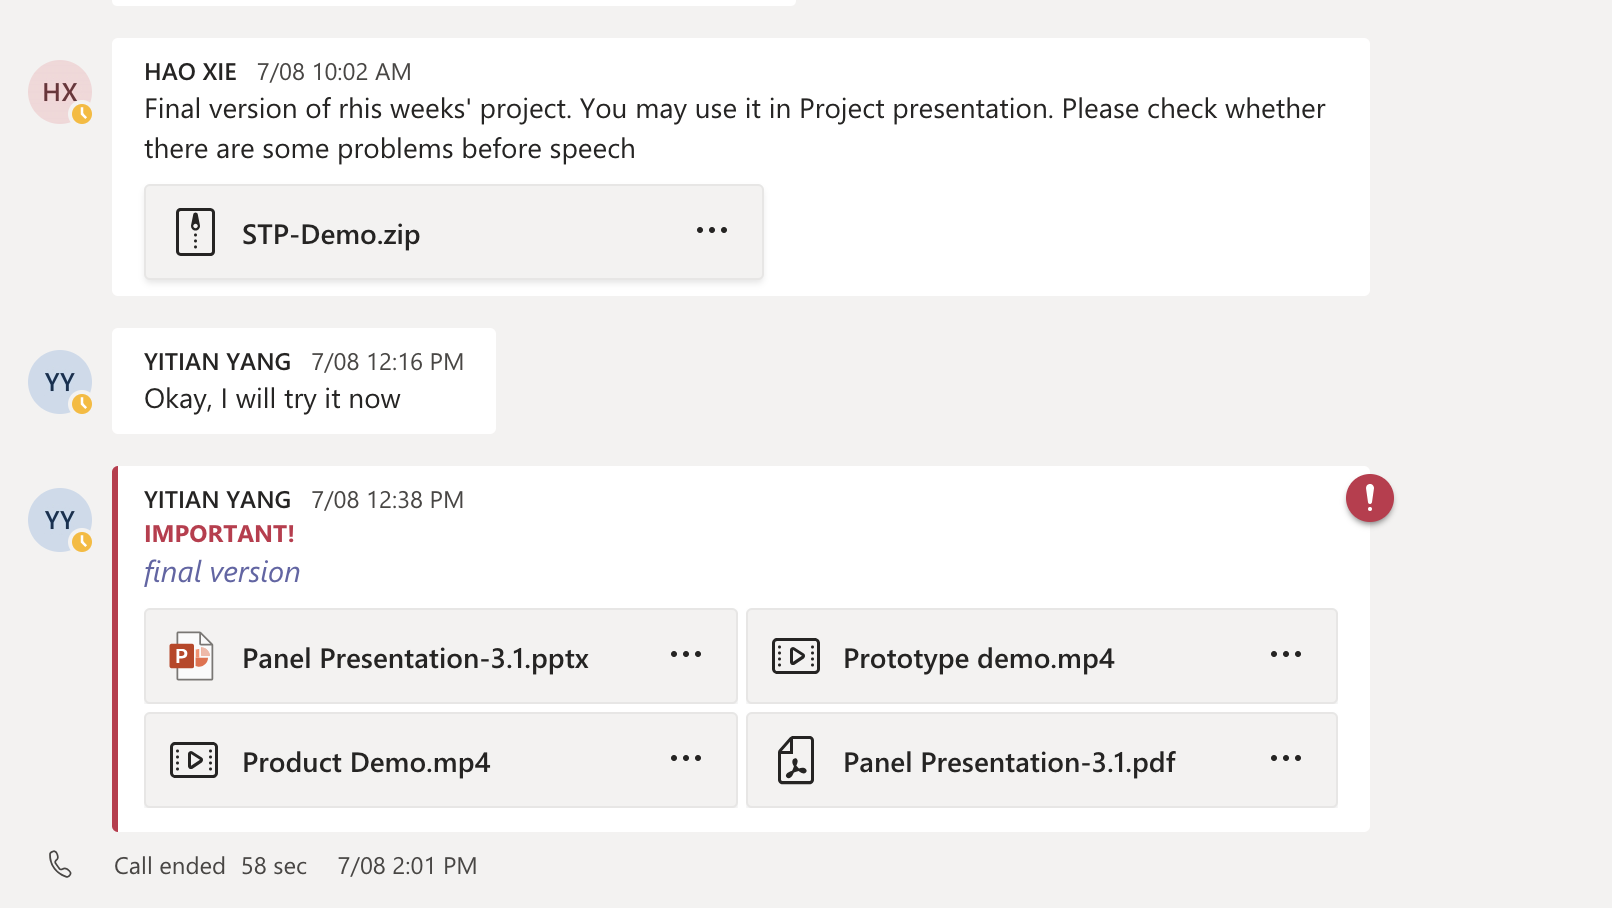 HX
HAO XIE 7/08 10:02 AM
Final version of rhis weeks' project. You may use it in Project presentation. Please check whether
there are some problems before speech
STP-Demo.zip
YY
YITIAN YANG 7/08 12:16 PM
Okay, I will try it now
YY
YITIAN YANG 7/08 12:38 PM
IMPORTANT!
final version
P Panel Presentation-3.1.pptx
Prototype demo.mp4
Product Demo.mp4
Panel Presentation-3.1.pdf
Call ended 58 sec 7/08 2:01 PM